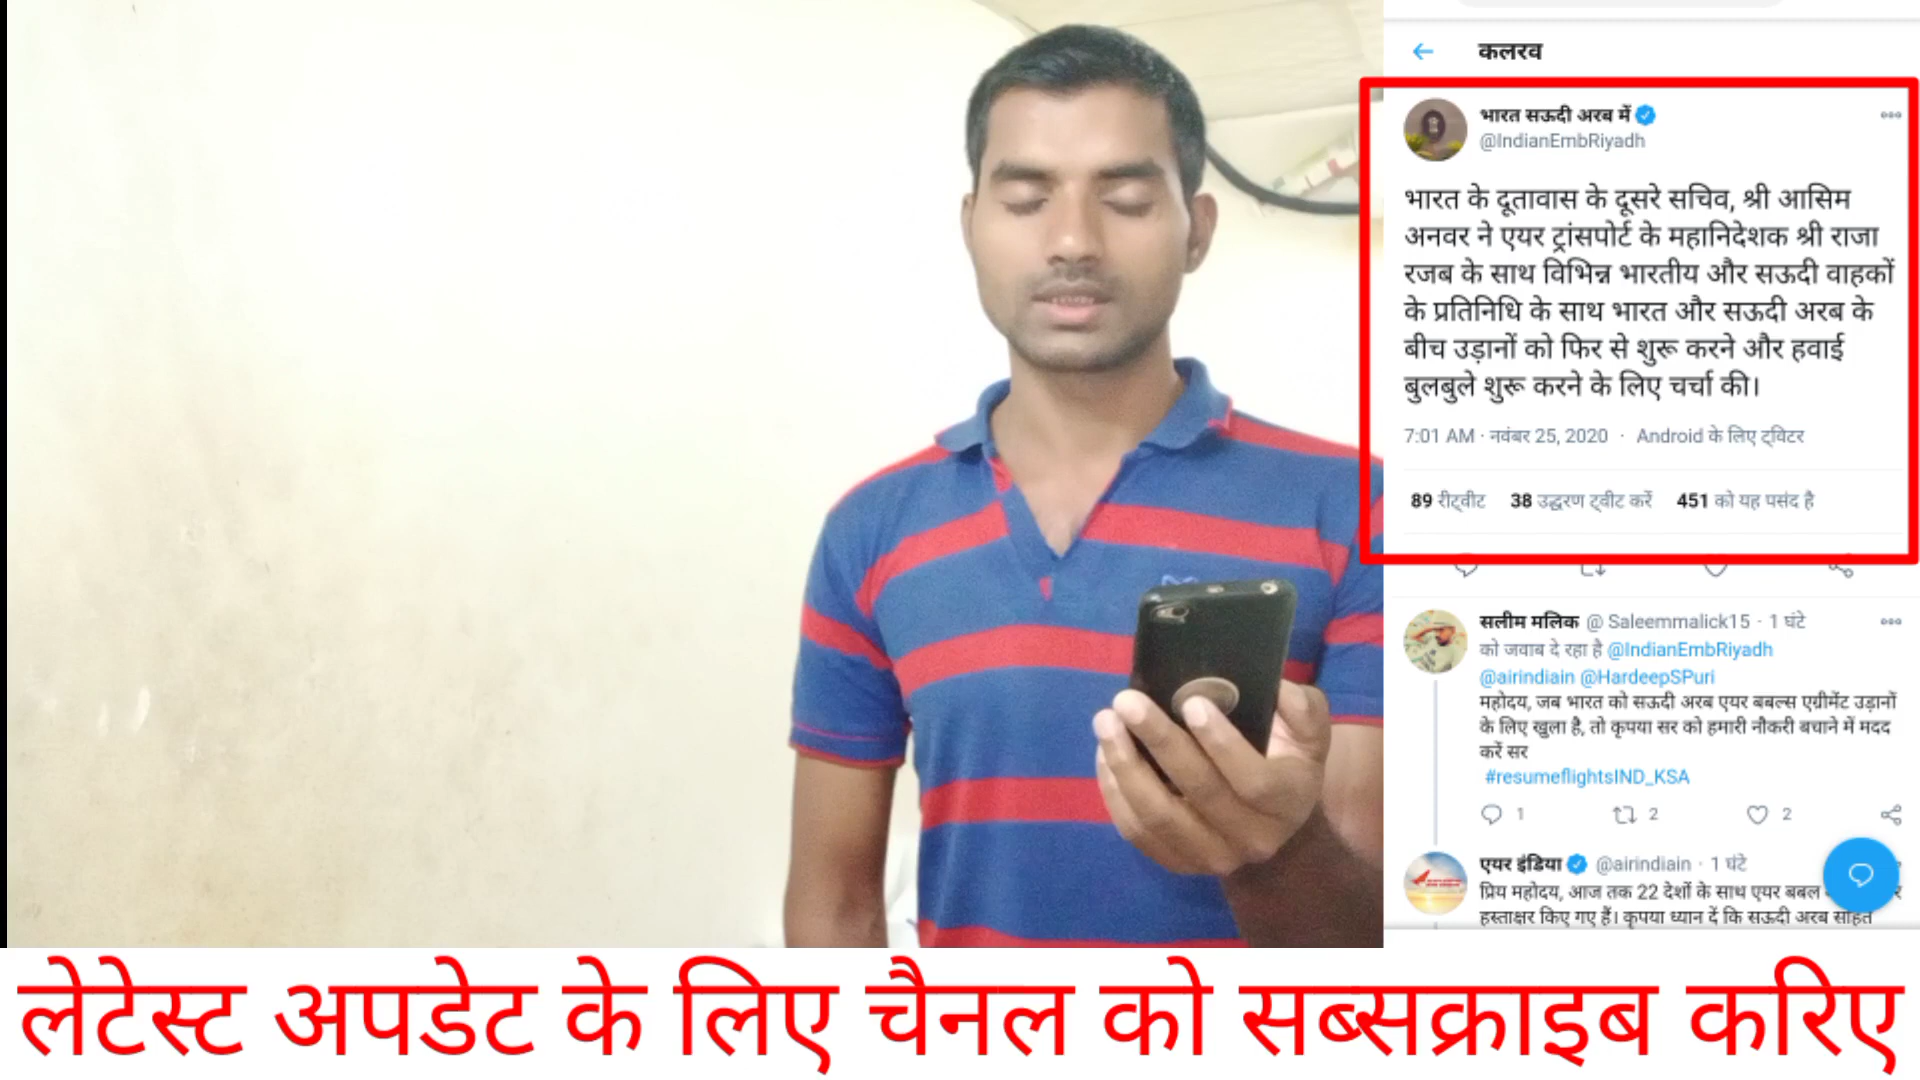 कलरव
भारत सऊदी अरब में
@IndianEmbRiyadh
भारत के दूतावास के दूसरे सचिव, श्री आसिम
अनवर ने एयर ट्रांसपोर्ट के महानिदेशक श्री राजा
रजब के साथ विभिन्न भारतीय और सऊदी वाहकों
के प्रतिनिधि के साथ भारत और सऊदी अरब के
बीच उड़ानों को फिर से शुरू करने और हवाई
बुलबुले शुरू करने के लिए चर्चा की।
7:01 AM · नवंबर 25, 2020 · Android के लिए ट्विटर
89 रीट्वीट 38 उद्धरण ट्वीट करें 451 को यह पसंद है
सलीम मलिक @ Saleemmalick15 · 1 घंटे
को जवाब दे रहा है @IndianEmbRiyadh
@airindiain @HardeepSPuri
महोदय, जब भारत को सऊदी अरब एयर बबल्स एग्रीमेंट उड़ानों
के लिए खुला है, तो कृपया सर को हमारी नौकरी बचाने में मदद
करें सर
#resumeflightsIND_KSA
1 2 2
एयर इंडिया @airindiain · 1 घंटे
प्रिय महोदय, आज तक 22 देशों के साथ एयर बबल
हस्ताक्षर किए गए हैं। कृपया ध्यान दें कि सऊदी अरब सहित
लेटेस्ट अपडेट के लिए चैनल को सब्सक्राइब करिए